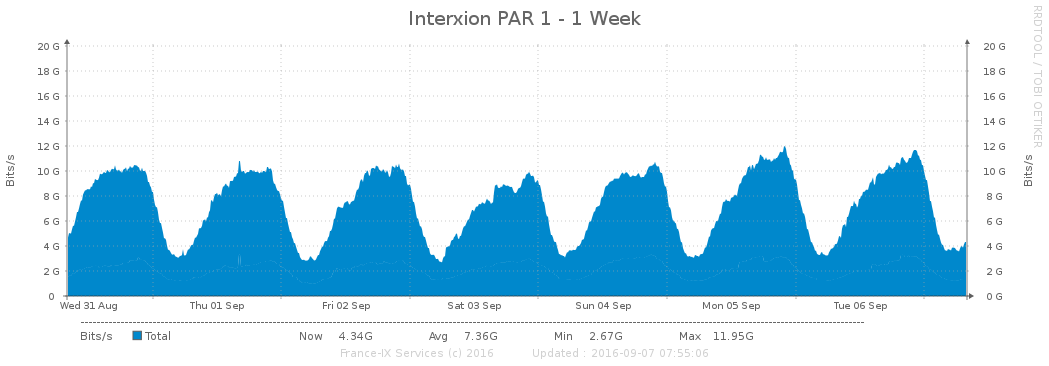 Interxion PAR 1 - 1 Week
RRDTOOL / TOBI OETIKER
Bits/s
20 G 20 G
18 G 18 G
16 G 16 G
14 G 14 G
12 G 12 G
10 G 10 G
8 G 8 G
6 G 6 G
4 G 4 G
2 G 2 G
0 0 G
Bits/s
Wed 31 Aug Thu 01 Sep Fri 02 Sep Sat 03 Sep Sun 04 Sep Mon 05 Sep Tue 06 Sep
Bits/s Total Now 4.34G Avg 7.36G Min 2.67G Max 11.95G
France-IX Services (c) 2016 Updated : 2016-09-07 07:55:06